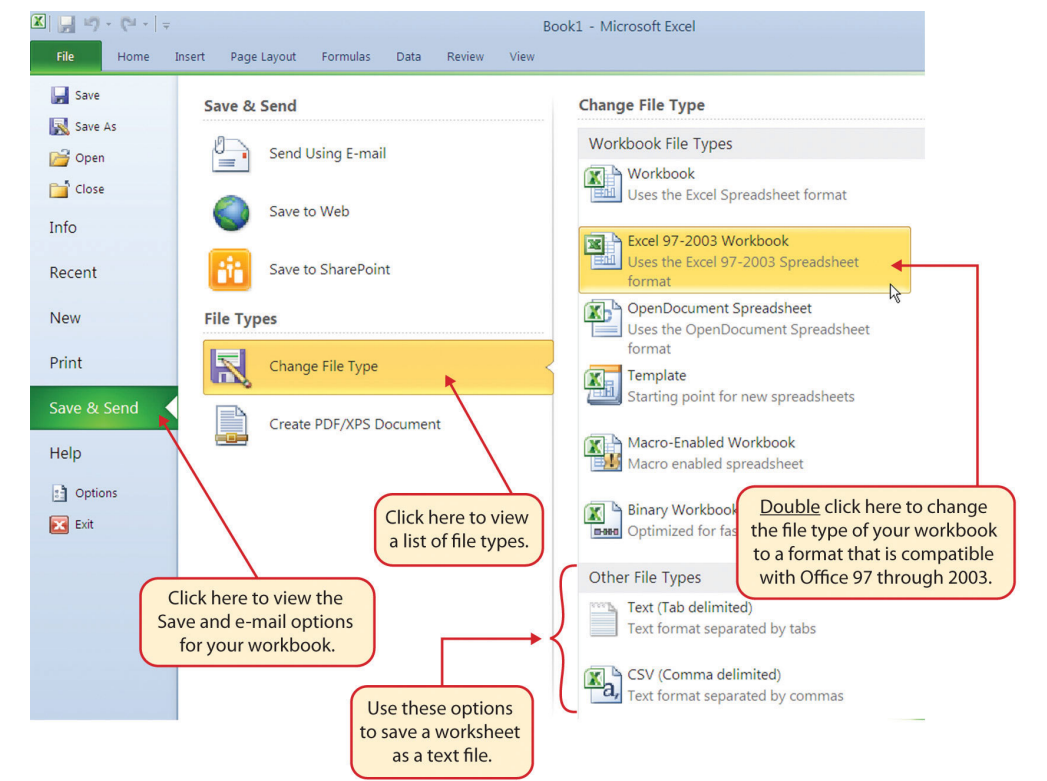 Book1 - Microsoft Excel
File Home Insert Page Layout Formulas Data Review View
Save
Save As
Open
Close
Info
Recent
New
Print
Save & Send
Help
Options
Exit
Save & Send
Send Using E-mail
Save to Web
Save to SharePoint
File Types
Change File Type
Create PDF/XPS Document
Change File Type
Workbook File Types
Workbook
Uses the Excel Spreadsheet format
Excel 97-2003 Workbook
Uses the Excel 97-2003 Spreadsheet
format
OpenDocument Spreadsheet
Uses the OpenDocument Spreadsheet
format
Template
Starting point for new spreadsheets
Macro-Enabled Workbook
Macro enabled spreadsheet
Binary Workbook
Optimized for fas
Other File Types
Text (Tab delimited)
Text format separated by tabs
CSV (Comma delimited)
Text format separated by commas
Click here to view
a list of file types.
Double click here to change
the file type of your workbook
to a format that is compatible
with Office 97 through 2003.
Click here to view the
Save and e-mail options
for your workbook.
Use these options
to save a worksheet
as a text file.